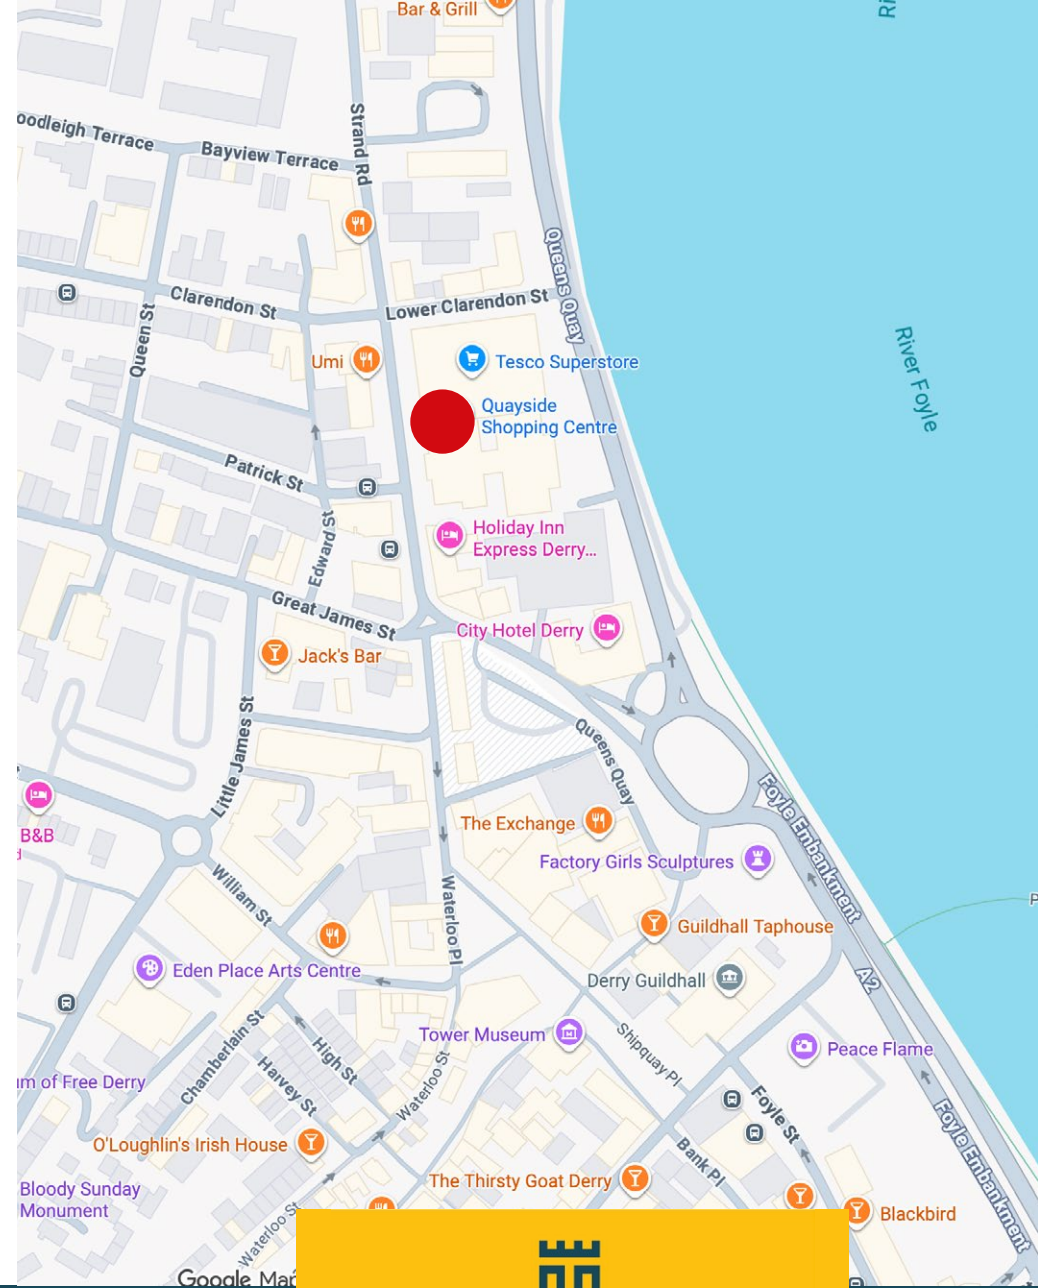 Bar & Grill
Ri
oodleigh Terrace
Bayview Terrace
Strand Rd
Queens Quay
Clarendon St
Lower Clarendon St
Queen St
Umi
Tesco Superstore
River Foyle
Quayside
Shopping Centre
Patrick St
Holiday Inn
Express Derry...
Edward St
Great James St
City Hotel Derry
Jack's Bar
Little James St
Queens Quay
Foyle Embankment
B&B
d
The Exchange
Factory Girls Sculptures
William St
Waterloo Pl
P
Guildhall Taphouse
Eden Place Arts Centre
Derry Guildhall
A2
Tower Museum
Shipquay Pl
Peace Flame
Chamberlain St
High St
Harvey St
Waterloo St
um of Free Derry
Foyle St
Foyle Embankment
O'Loughlin's Irish House
Bank Pl
The Thirsty Goat Derry
Bloody Sunday
Monument
Blackbird
Waterloo St
Google Map